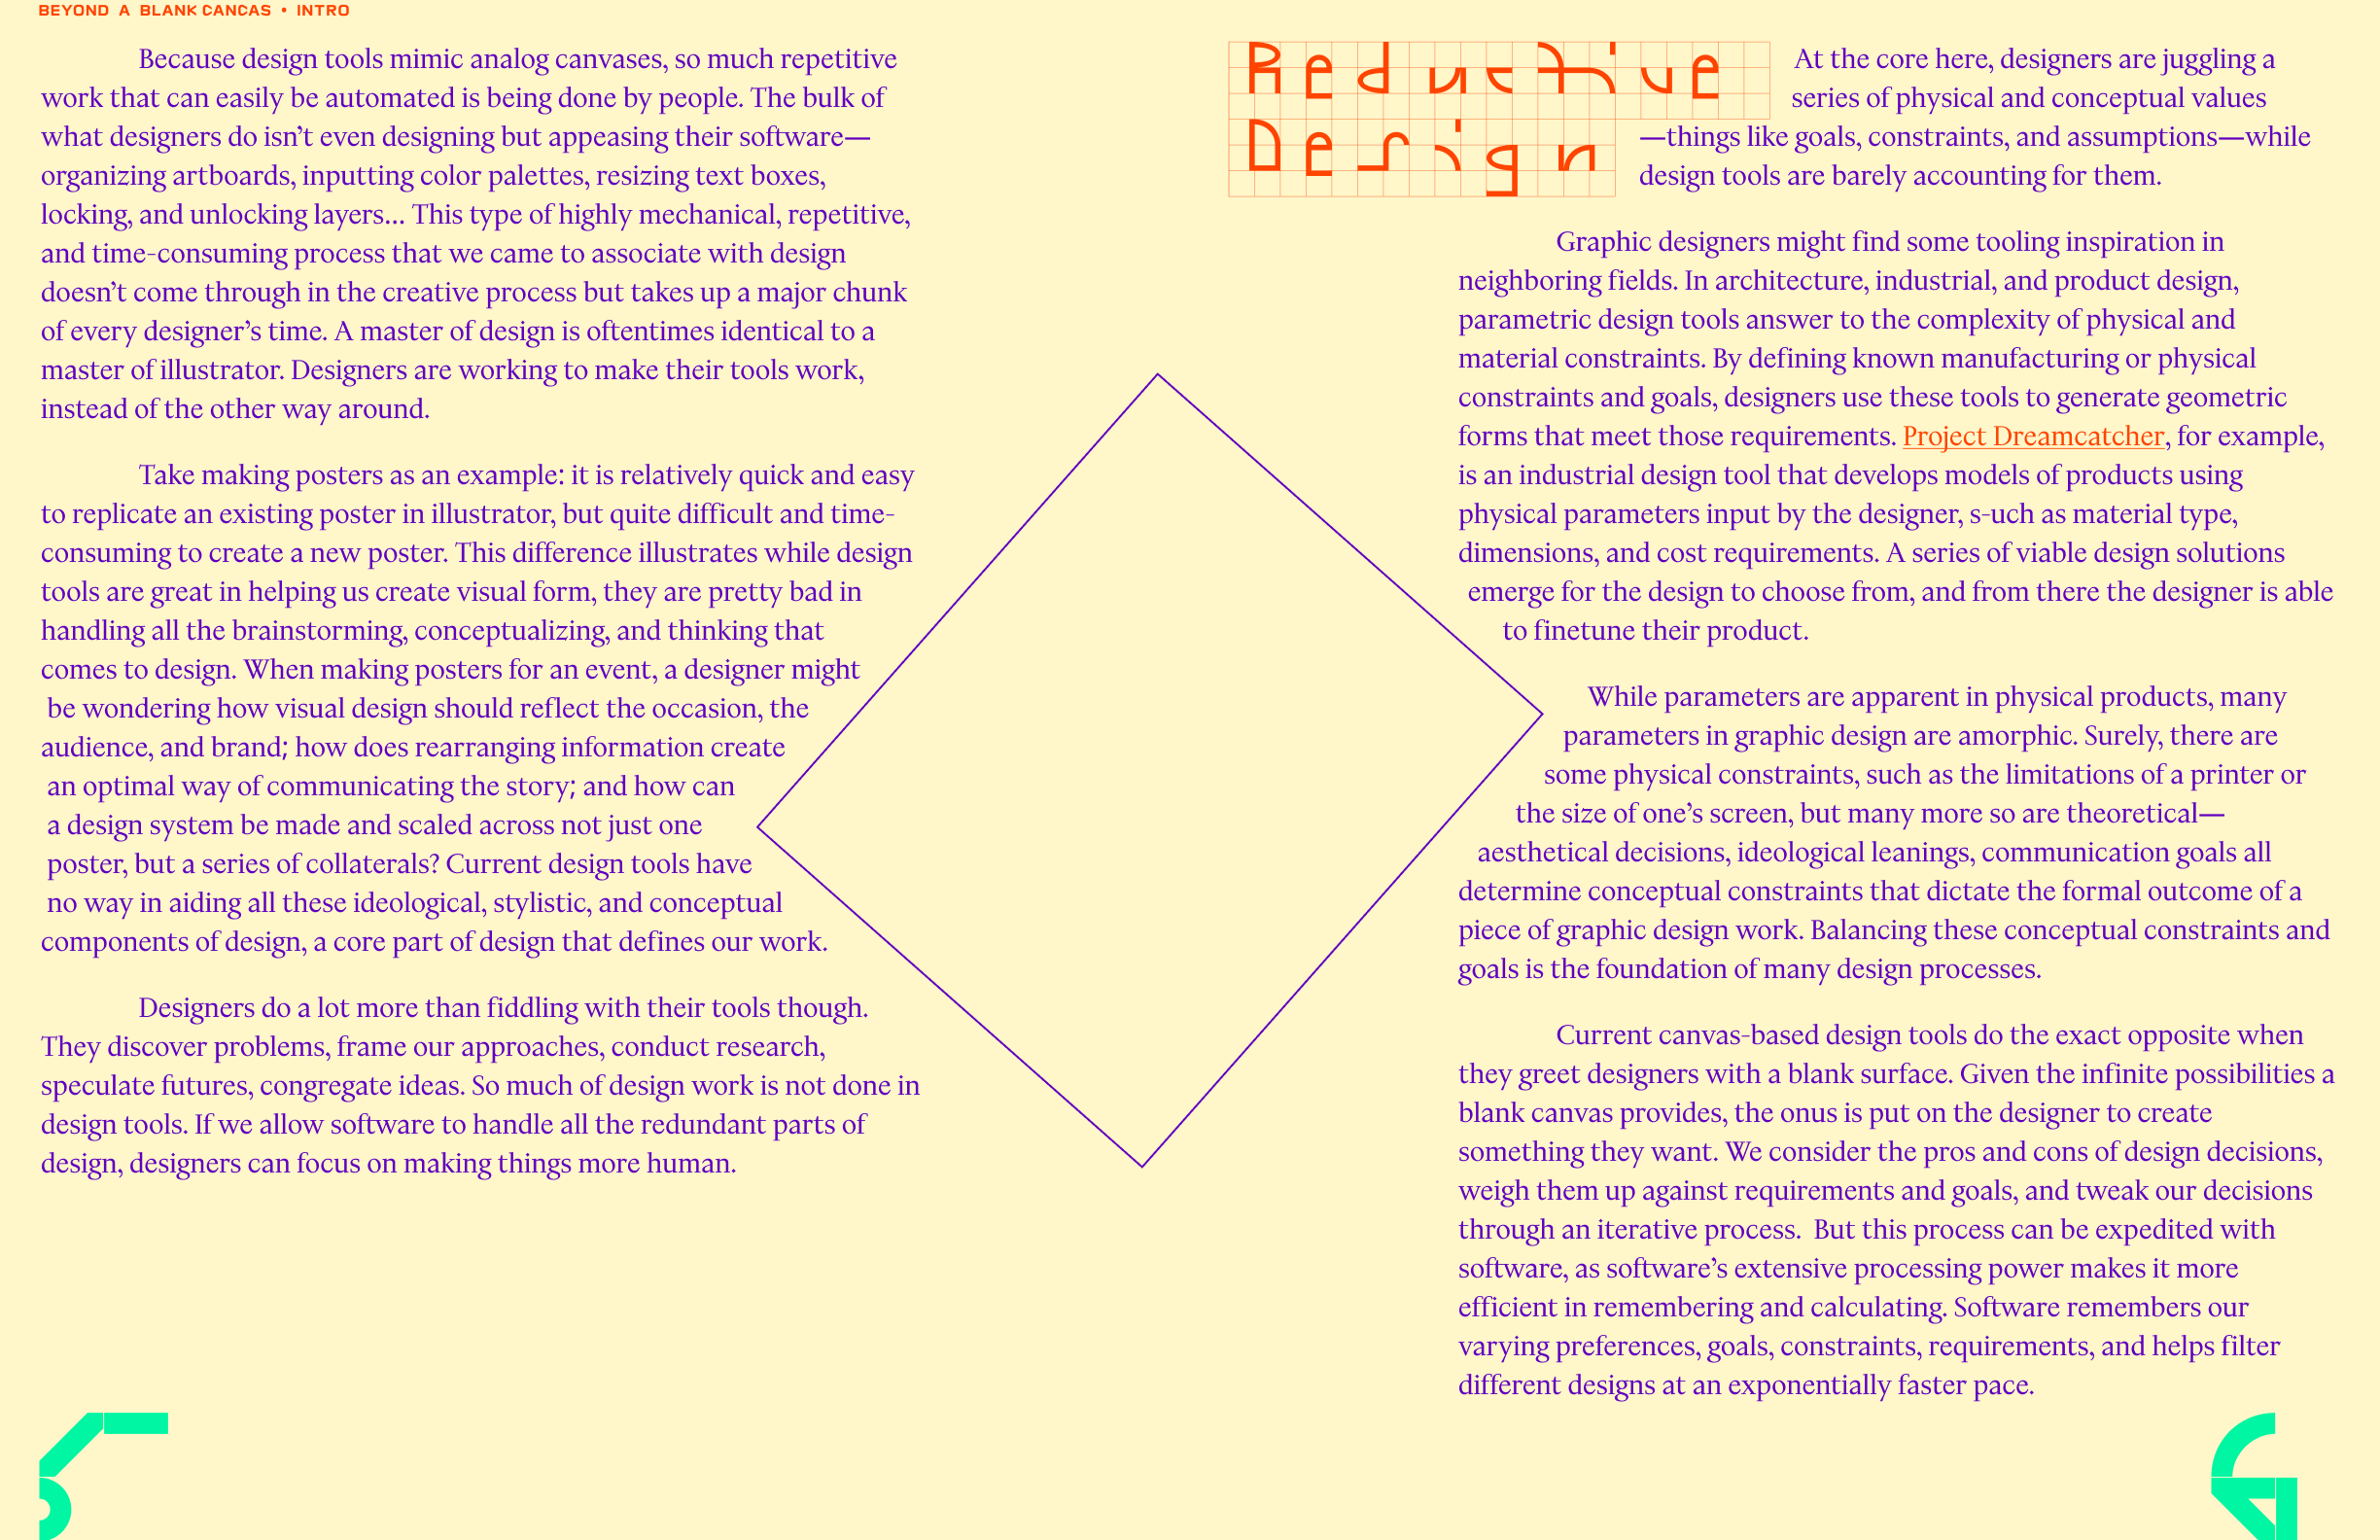 BEYOND A BLANK CANCAS • INTRO
Because design tools mimic analog canvases, so much repetitive
work that can easily be automated is being done by people. The bulk of
what designers do isn’t even designing but appeasing their software—
organizing artboards, inputting color palettes, resizing text boxes,
locking, and unlocking layers... This type of highly mechanical, repetitive,
and time-consuming process that we came to associate with design
doesn’t come through in the creative process but takes up a major chunk
of every designer’s time. A master of design is oftentimes identical to a
master of illustrator. Designers are working to make their tools work,
instead of the other way around.
Take making posters as an example: it is relatively quick and easy
to replicate an existing poster in illustrator, but quite difficult and time-
consuming to create a new poster. This difference illustrates while design
tools are great in helping us create visual form, they are pretty bad in
handling all the brainstorming, conceptualizing, and thinking that
comes to design. When making posters for an event, a designer might
be wondering how visual design should reflect the occasion, the
audience, and brand; how does rearranging information create
an optimal way of communicating the story; and how can
a design system be made and scaled across not just one
poster, but a series of collaterals? Current design tools have
no way in aiding all these ideological, stylistic, and conceptual
components of design, a core part of design that defines our work.
Designers do a lot more than fiddling with their tools though.
They discover problems, frame our approaches, conduct research,
speculate futures, congregate ideas. So much of design work is not done in
design tools. If we allow software to handle all the redundant parts of
design, designers can focus on making things more human.
Reductive
Design
At the core here, designers are juggling a
series of physical and conceptual values
—things like goals, constraints, and assumptions—while
design tools are barely accounting for them.
Graphic designers might find some tooling inspiration in
neighboring fields. In architecture, industrial, and product design,
parametric design tools answer to the complexity of physical and
material constraints. By defining known manufacturing or physical
constraints and goals, designers use these tools to generate geometric
forms that meet those requirements. Project Dreamcatcher, for example,
is an industrial design tool that develops models of products using
physical parameters input by the designer, s-uch as material type,
dimensions, and cost requirements. A series of viable design solutions
emerge for the design to choose from, and from there the designer is able
to finetune their product.
While parameters are apparent in physical products, many
parameters in graphic design are amorphic. Surely, there are
some physical constraints, such as the limitations of a printer or
the size of one’s screen, but many more so are theoretical—
aesthetical decisions, ideological leanings, communication goals all
determine conceptual constraints that dictate the formal outcome of a
piece of graphic design work. Balancing these conceptual constraints and
goals is the foundation of many design processes.
Current canvas-based design tools do the exact opposite when
they greet designers with a blank surface. Given the infinite possibilities a
blank canvas provides, the onus is put on the designer to create
something they want. We consider the pros and cons of design decisions,
weigh them up against requirements and goals, and tweak our decisions
through an iterative process. But this process can be expedited with
software, as software’s extensive processing power makes it more
efficient in remembering and calculating. Software remembers our
varying preferences, goals, constraints, requirements, and helps filter
different designs at an exponentially faster pace.